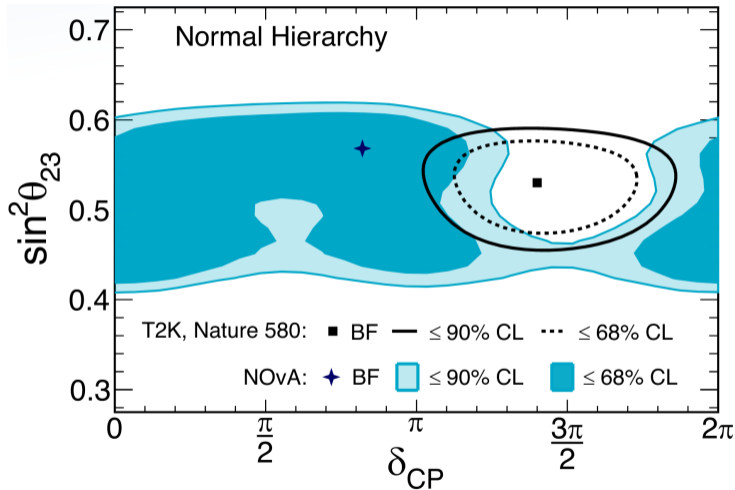 Normal Hierarchy
0.7
0.6
0.5
0.4
0.3
sin²θ₂₃
T2K, Nature 580: BF ≤ 90% CL ≤ 68% CL
NOvA: BF ≤ 90% CL ≤ 68% CL
0 π/2 π 3π/2 2π
δCP